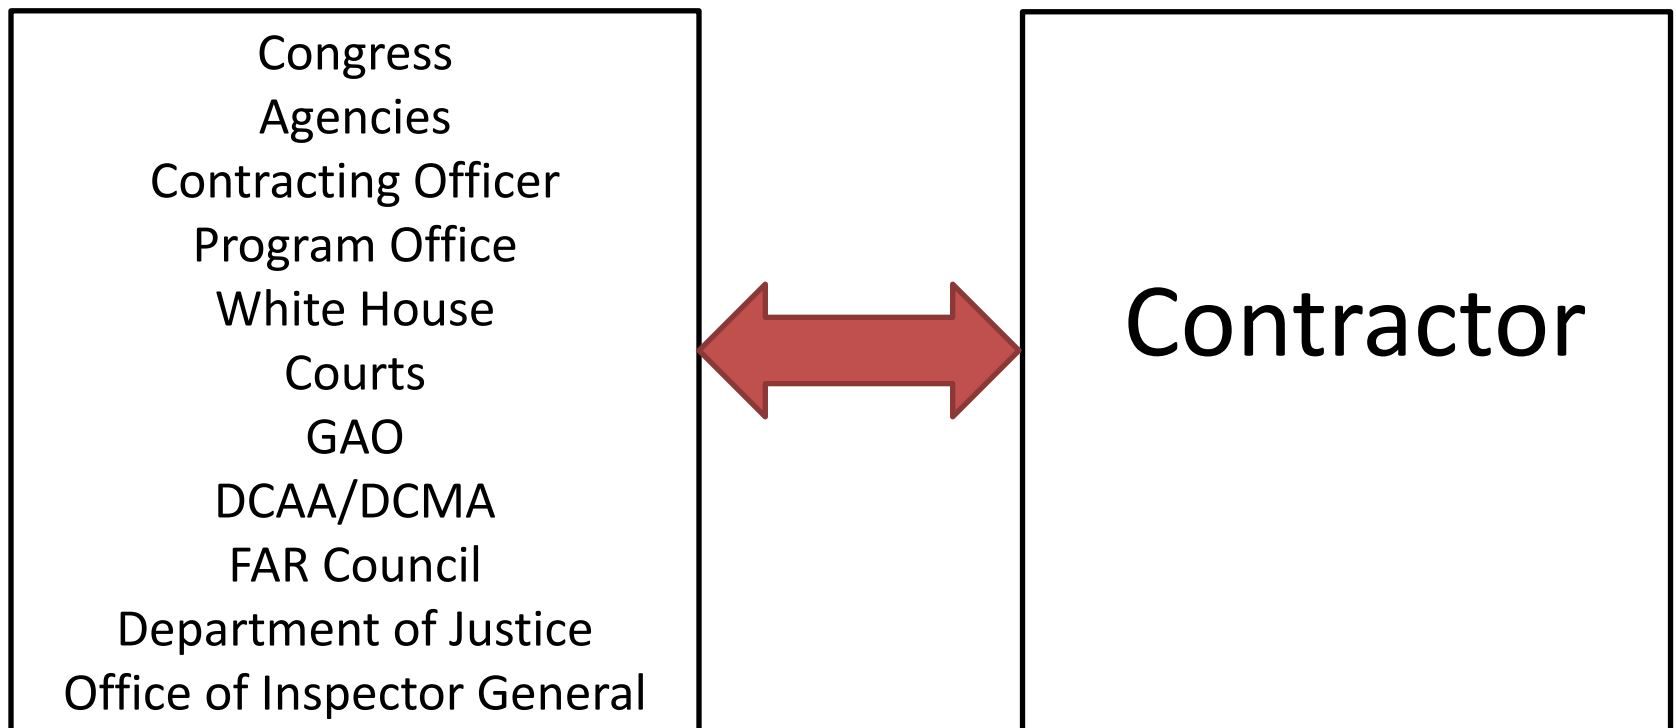 Congress
Agencies
Contracting Officer
Program Office
White House
Courts
GAO
DCAA/DCMA
FAR Council
Department of Justice
Office of Inspector General
Contractor